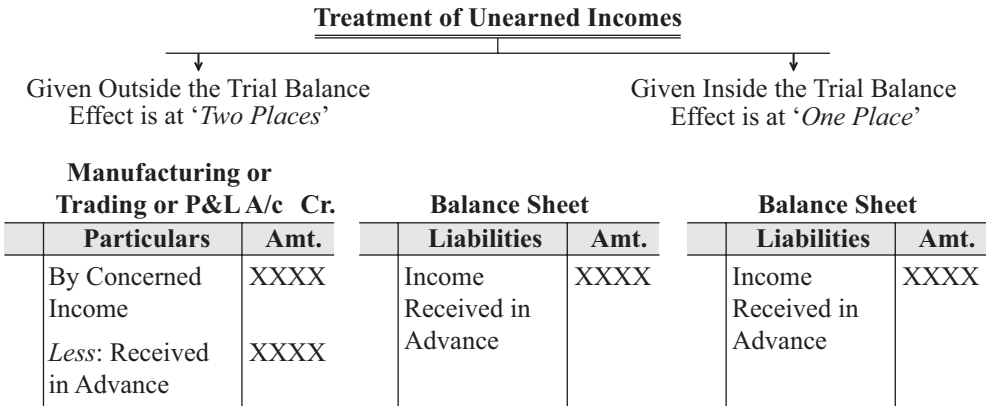 Treatment of Unearned Incomes
Given Outside the Trial Balance
Effect is at ‘Two Places’
Given Inside the Trial Balance
Effect is at ‘One Place’
Manufacturing or
Trading or P&L A/c Cr.
Particulars Amt.
By Concerned XXXX
Income
Less: Received XXXX
in Advance
Balance Sheet
Liabilities Amt.
Income XXXX
Received in
Advance
Balance Sheet
Liabilities Amt.
Income XXXX
Received in
Advance